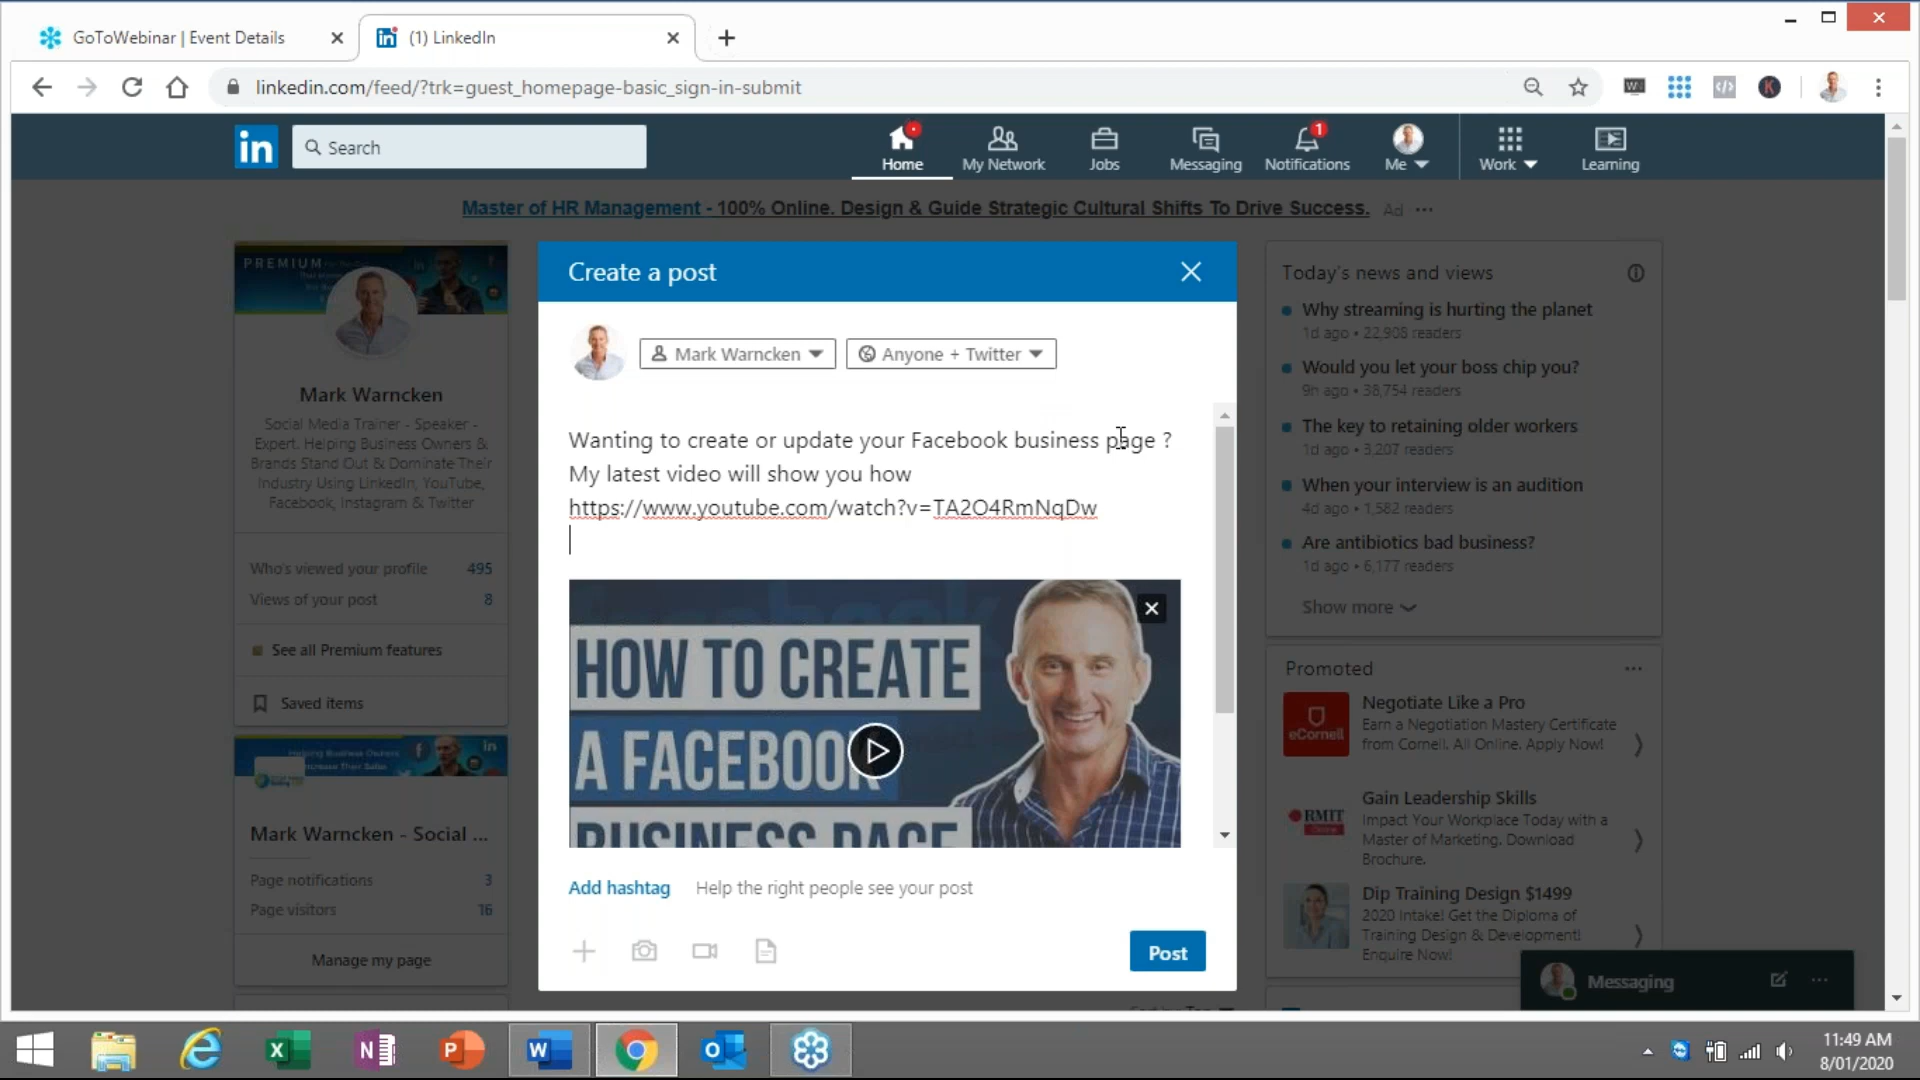 GoToWebinar | Event Details
(1) LinkedIn
linkedin.com/feed/?trk=guest_homepage-basic_sign-in-submit
in
Search
Home
My Network
Jobs
Messaging
1
Notifications
Me
Work
Learning
Master of HR Management - 100% Online. Design & Guide Strategic Cultural Shifts To Drive Success.
Ad
PREMIUM
Mark Warncken
Social Media Trainer - Speaker -
Expert. Helping Business Owners &
Brands Stand Out & Dominate Their
Industry Using LinkedIn, YouTube,
Facebook, Instagram & Twitter
Who's viewed your profile 495
Views of your post 8
See all Premium features
Saved items
Helping Business Owners
Increase Their Sales
Mark Warncken - Social ...
Page notifications 3
Page visitors 16
Manage my page
Create a post
Mark Warncken
Anyone + Twitter
Wanting to create or update your Facebook business page ?
My latest video will show you how
https://www.youtube.com/watch?v=TA2O4RmNqDw
HOW TO CREATE
A FACEBOOK
BUSINESS PAGE
Add hashtag
Help the right people see your post
Post
Today's news and views
Why streaming is hurting the planet
1d ago • 22,908 readers
Would you let your boss chip you?
9h ago • 38,754 readers
The key to retaining older workers
1d ago • 3,207 readers
When your interview is an audition
4d ago • 1,582 readers
Are antibiotics bad business?
1d ago • 6,177 readers
Show more
Promoted
eCornell
Negotiate Like a Pro
Earn a Negotiation Mastery Certificate
from Cornell. All Online. Apply Now!
RMIT
Gain Leadership Skills
Impact Your Workplace Today with a
Master of Marketing. Download
Brochure.
Dip Training Design $1499
2020 Intake! Get the Diploma of
Training Design & Development!
Enquire Now!
Messaging
11:49 AM
8/01/2020